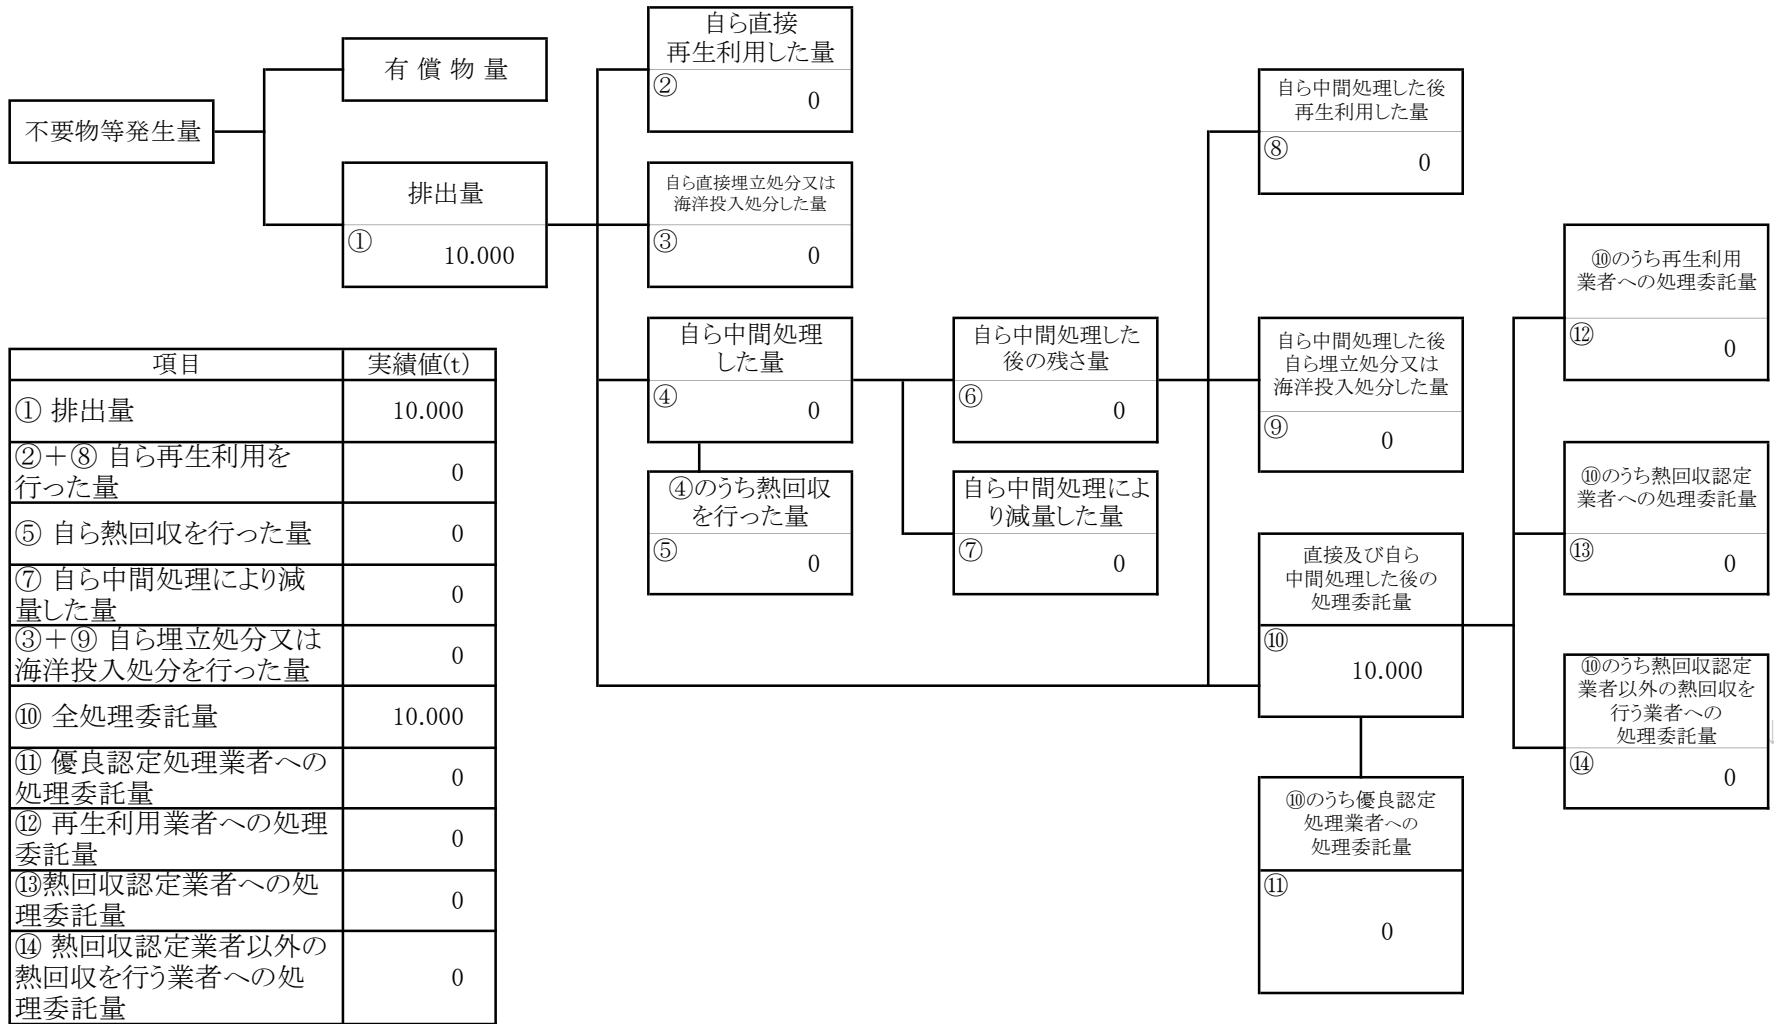 不要物等発生量
有 償 物 量
排出量
①
10.000
自ら直接
再生利用した量
②
0
自ら直接埋立処分又は
海洋投入処分した量
③
0
自ら中間処理
した量
④
0
④のうち熱回収
を行った量
⑤
0
自ら中間処理した
後の残さ量
⑥
0
自ら中間処理によ
り減量した量
⑦
0
自ら中間処理した後
再生利用した量
⑧
0
自ら中間処理した後
自ら埋立処分又は
海洋投入処分した量
⑨
0
直接及び自ら
中間処理した後の
処理委託量
⑩
10.000
⑩のうち優良認定
処理業者への
処理委託量
⑪
0
⑩のうち再生利用
業者への処理委託量
⑫
0
⑩のうち熱回収認定
業者への処理委託量
⑬
0
⑩のうち熱回収認定
業者以外の熱回収を
行う業者への
処理委託量
⑭
0
項目 実績値(t)
① 排出量 10.000
②＋⑧ 自ら再生利用を
行った量
0
⑤ 自ら熱回収を行った量 0
⑦ 自ら中間処理により減
量した量
0
③＋⑨ 自ら埋立処分又は
海洋投入処分を行った量
0
⑩ 全処理委託量 10.000
⑪ 優良認定処理業者への
処理委託量
0
⑫ 再生利用業者への処理
委託量
0
⑬熱回収認定業者への処
理委託量
0
⑭ 熱回収認定業者以外の
熱回収を行う業者への処
理委託量
0